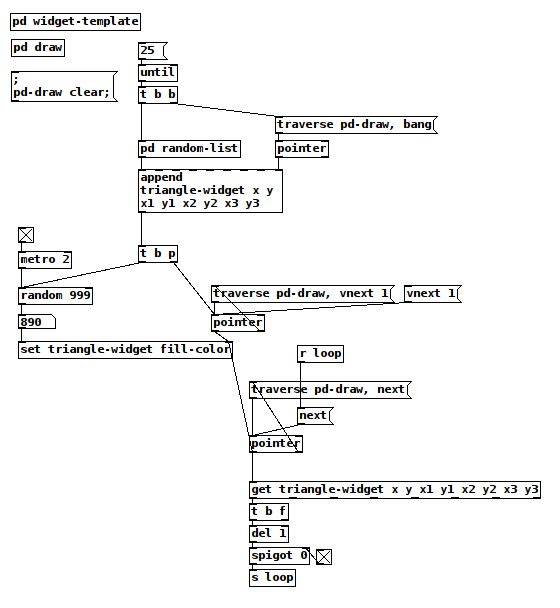 pd widget-template
pd draw
25
until
;
pd-draw clear;
t b b
traverse pd-draw, bang
pd random-list
pointer
append
triangle-widget x y
x1 y1 x2 y2 x3 y3
metro 2
t b p
random 999
traverse pd-draw, vnext 1
vnext 1
890
pointer
set triangle-widget fill-color
r loop
traverse pd-draw, next
next
pointer
get triangle-widget x y x1 y1 x2 y2 x3 y3
t b f
del 1
spigot 0
s loop